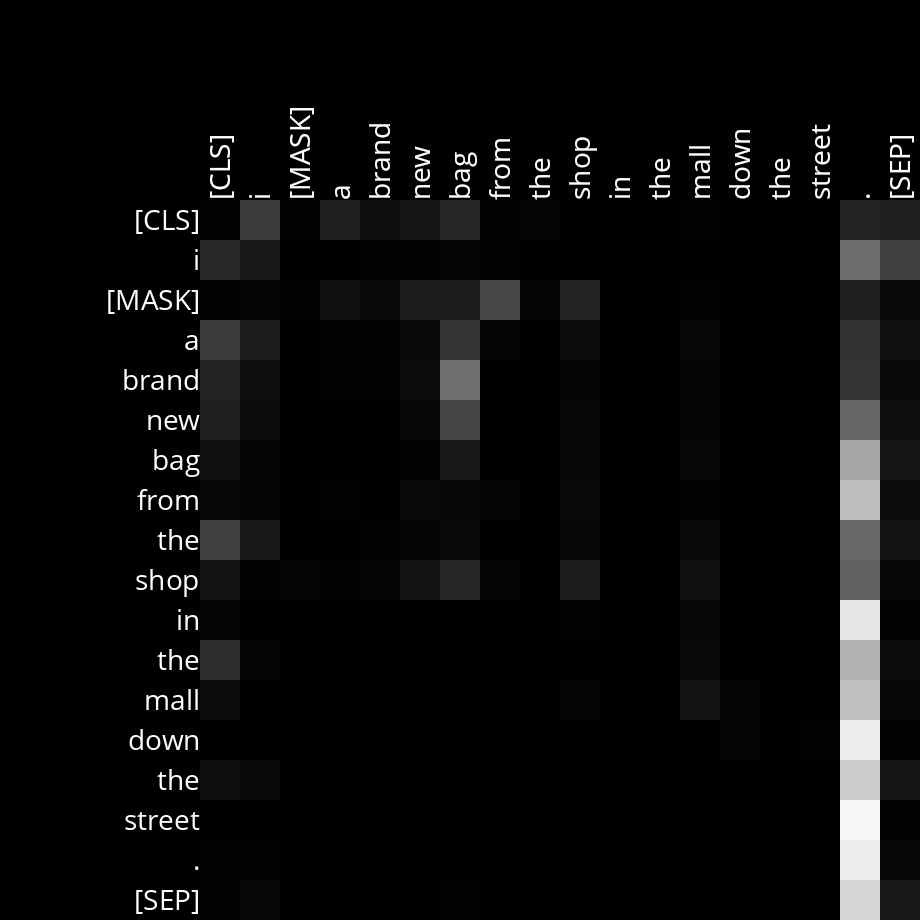 [CLS] i [MASK] a brand new bag from the shop in the mall down the street . [SEP]
[CLS]
i
[MASK]
a
brand
new
bag
from
the
shop
in
the
mall
down
the
street
.
[SEP]